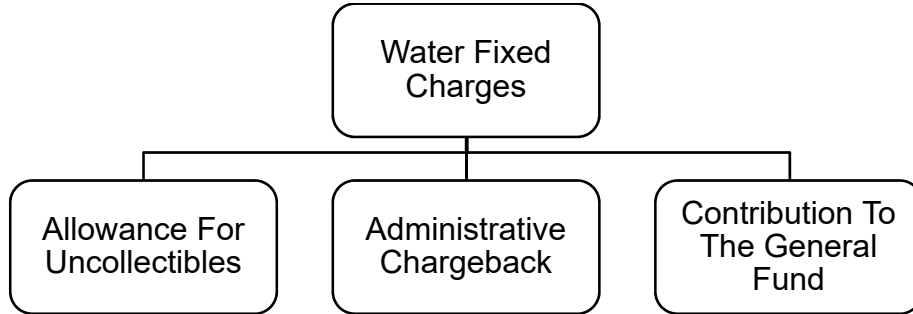 Water Fixed
Charges
Allowance For
Uncollectibles
Administrative
Chargeback
Contribution To
The General
Fund